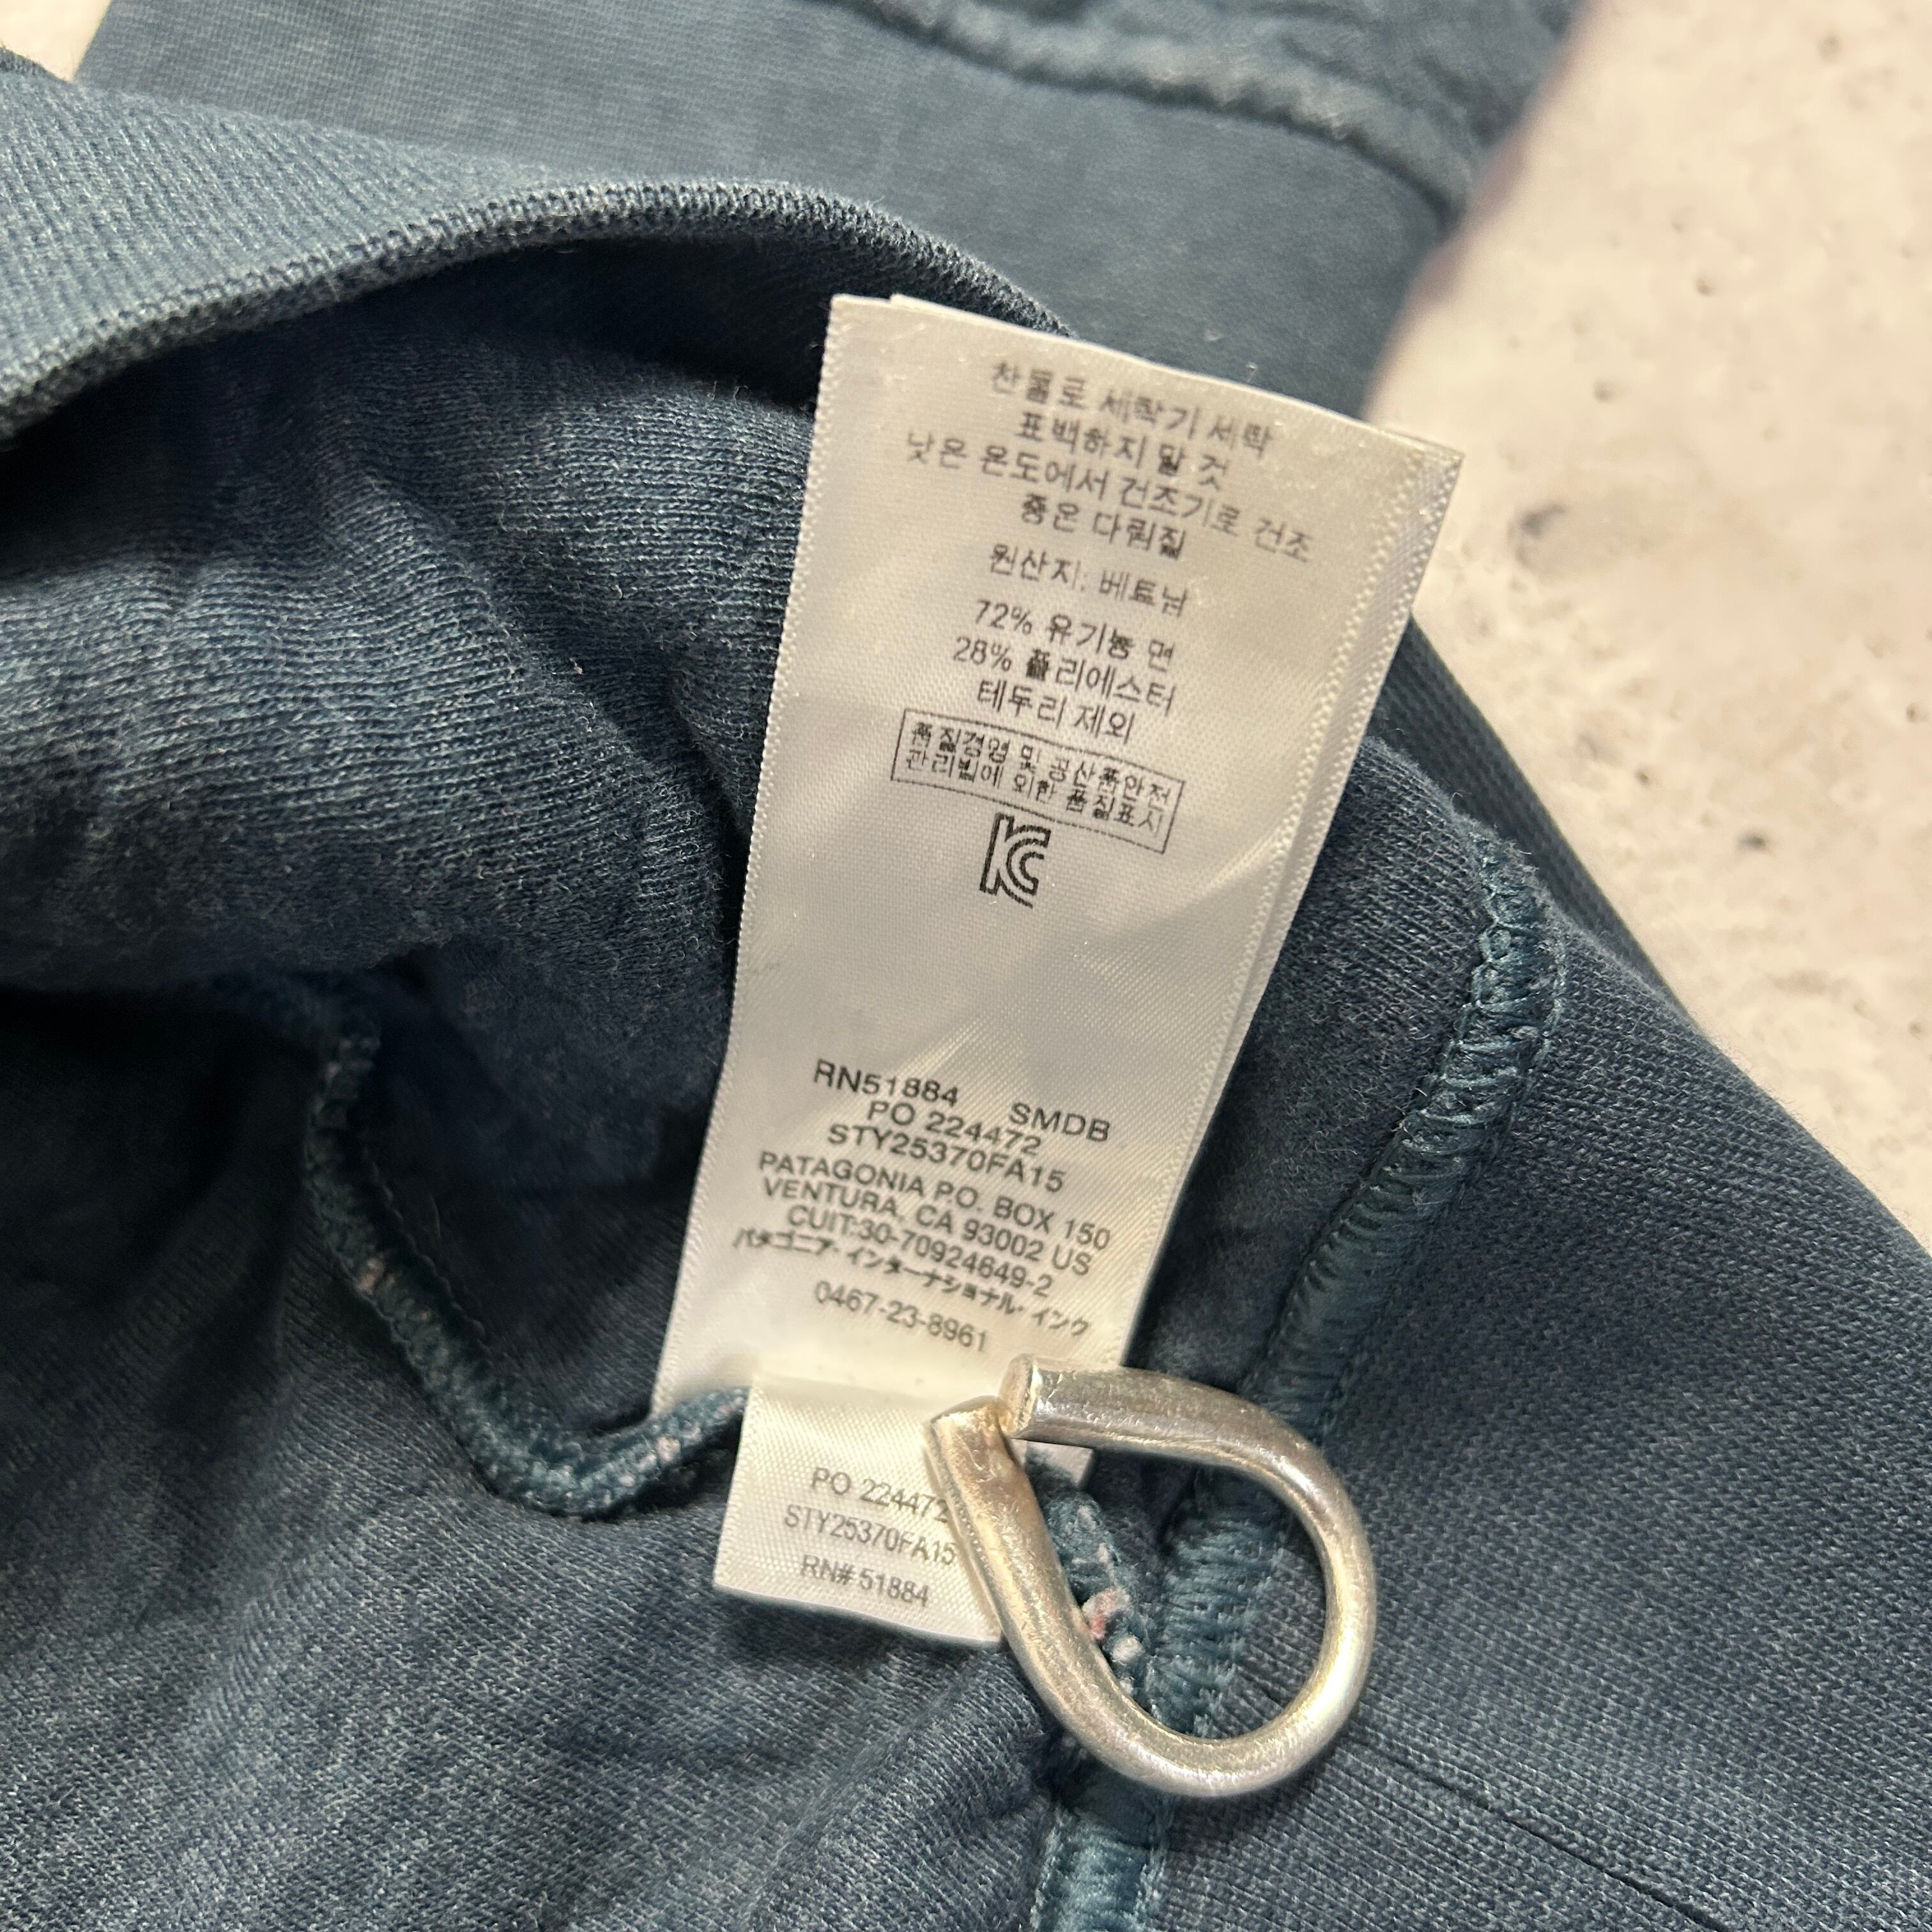 찬물로 세탁기 세탁
표백하지 말 것
낮은 온도에서 건조기로 건조
중온 다림질
원산지: 베트남
72% 유기농 면
28% 폴리에스터
테두리 제외
품질경영 및 공산품안전
관리법에 의한 품질표시
KC
RN51884 SMDB
PO 224472
STY25370FA15
PATAGONIA P.O. BOX 150
VENTURA, CA 93002 US
CUIT:30-70924649-2
パタゴニア・インターナショナル・インク
0467-23-8961
PO 224472
STY25370FA15
RN# 51884